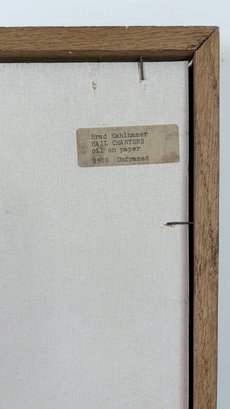 Brad Kahlhamer
HAIL CHANTERS
oil on paper
$500 Unframed